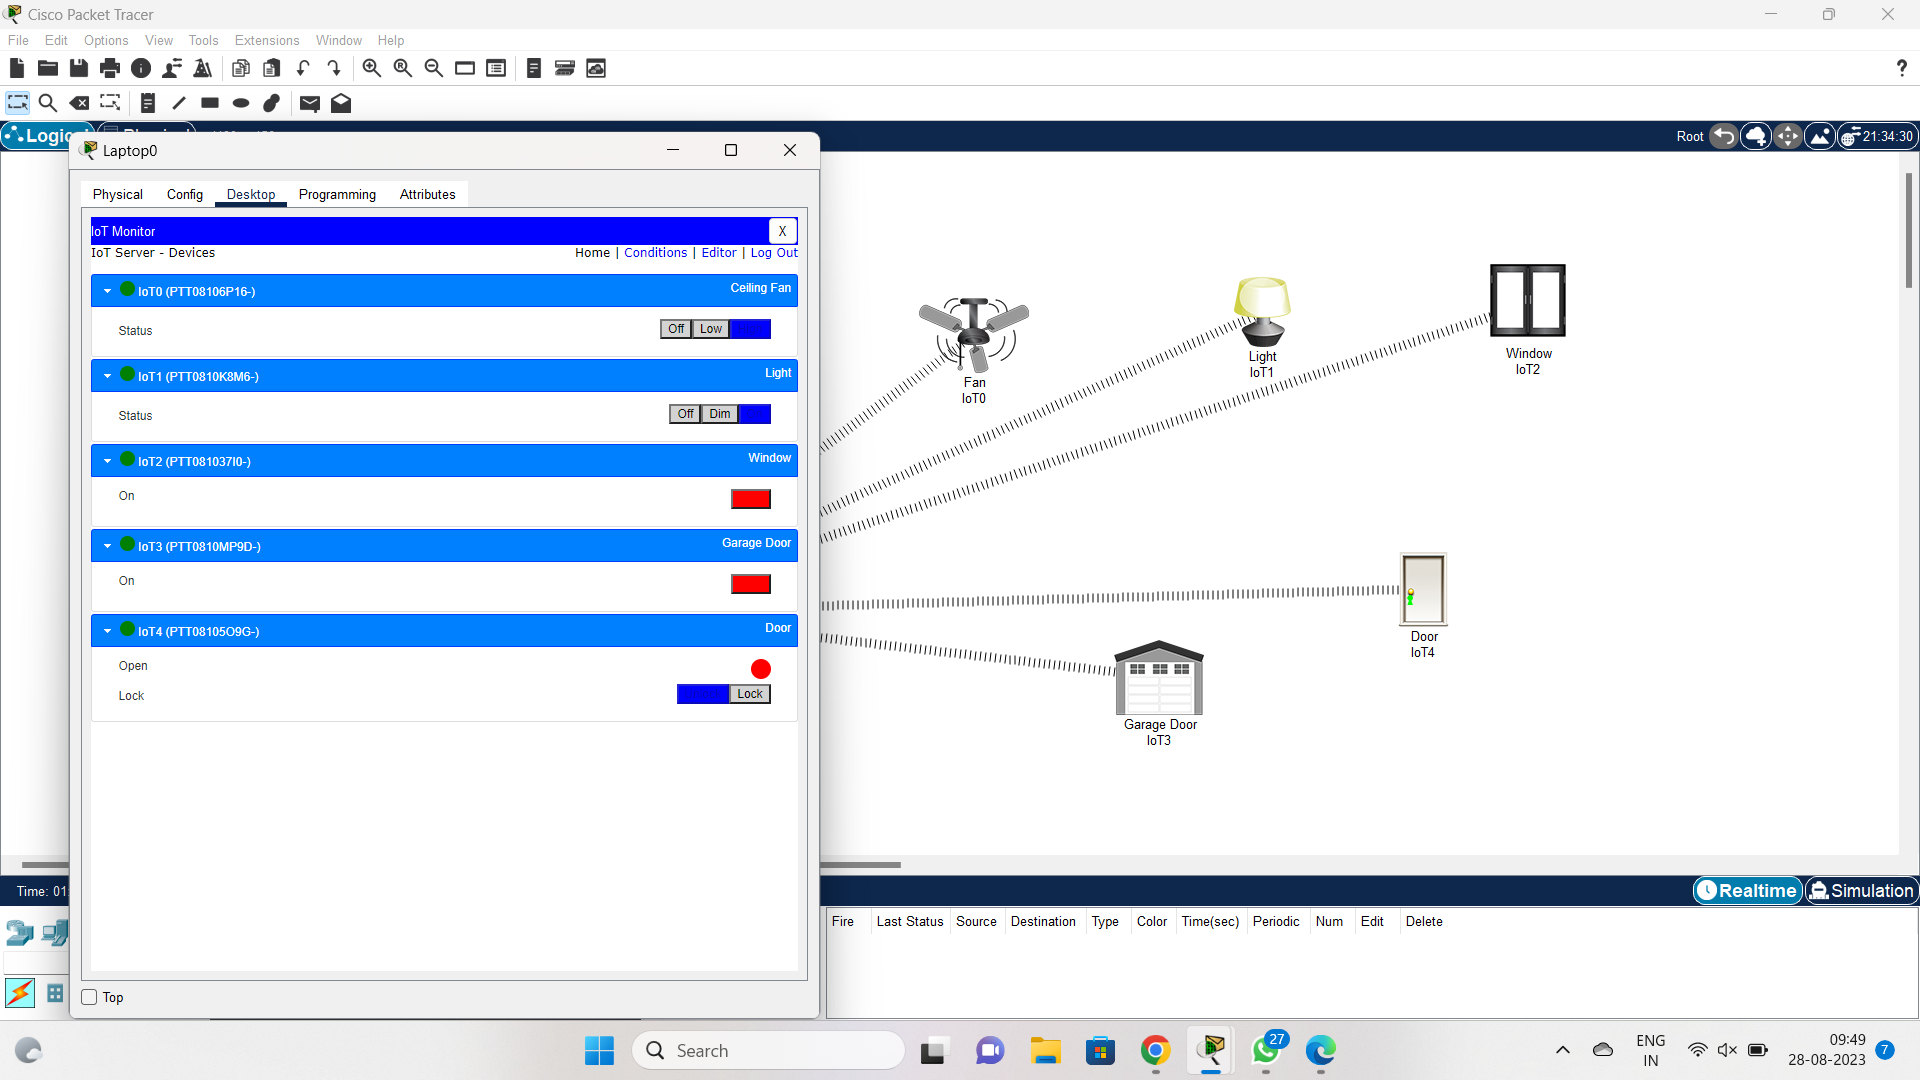 Cisco Packet Tracer
File Edit Options View Tools Extensions Window Help
Root 21:34:30
Laptop0
Physical Config Desktop Programming Attributes
IoT Monitor X
IoT Server - Devices Home | Conditions | Editor | Log Out
IoT0 (PTT08106P16-) Ceiling Fan
Status Off Low
IoT1 (PTT0810K8M6-) Light
Status Off Dim
IoT2 (PTT081037I0-) Window
On
IoT3 (PTT0810MP9D-) Garage Door
On
IoT4 (PTT08105O9G-) Door
Open
Lock Lock
Top
Fan
IoT0
Light
IoT1
Window
IoT2
Door
IoT4
Garage Door
IoT3
Time: 01:
Realtime Simulation
Fire Last Status Source Destination Type Color Time(sec) Periodic Num Edit Delete
Search
27
ENG
IN
09:49
28-08-2023
7